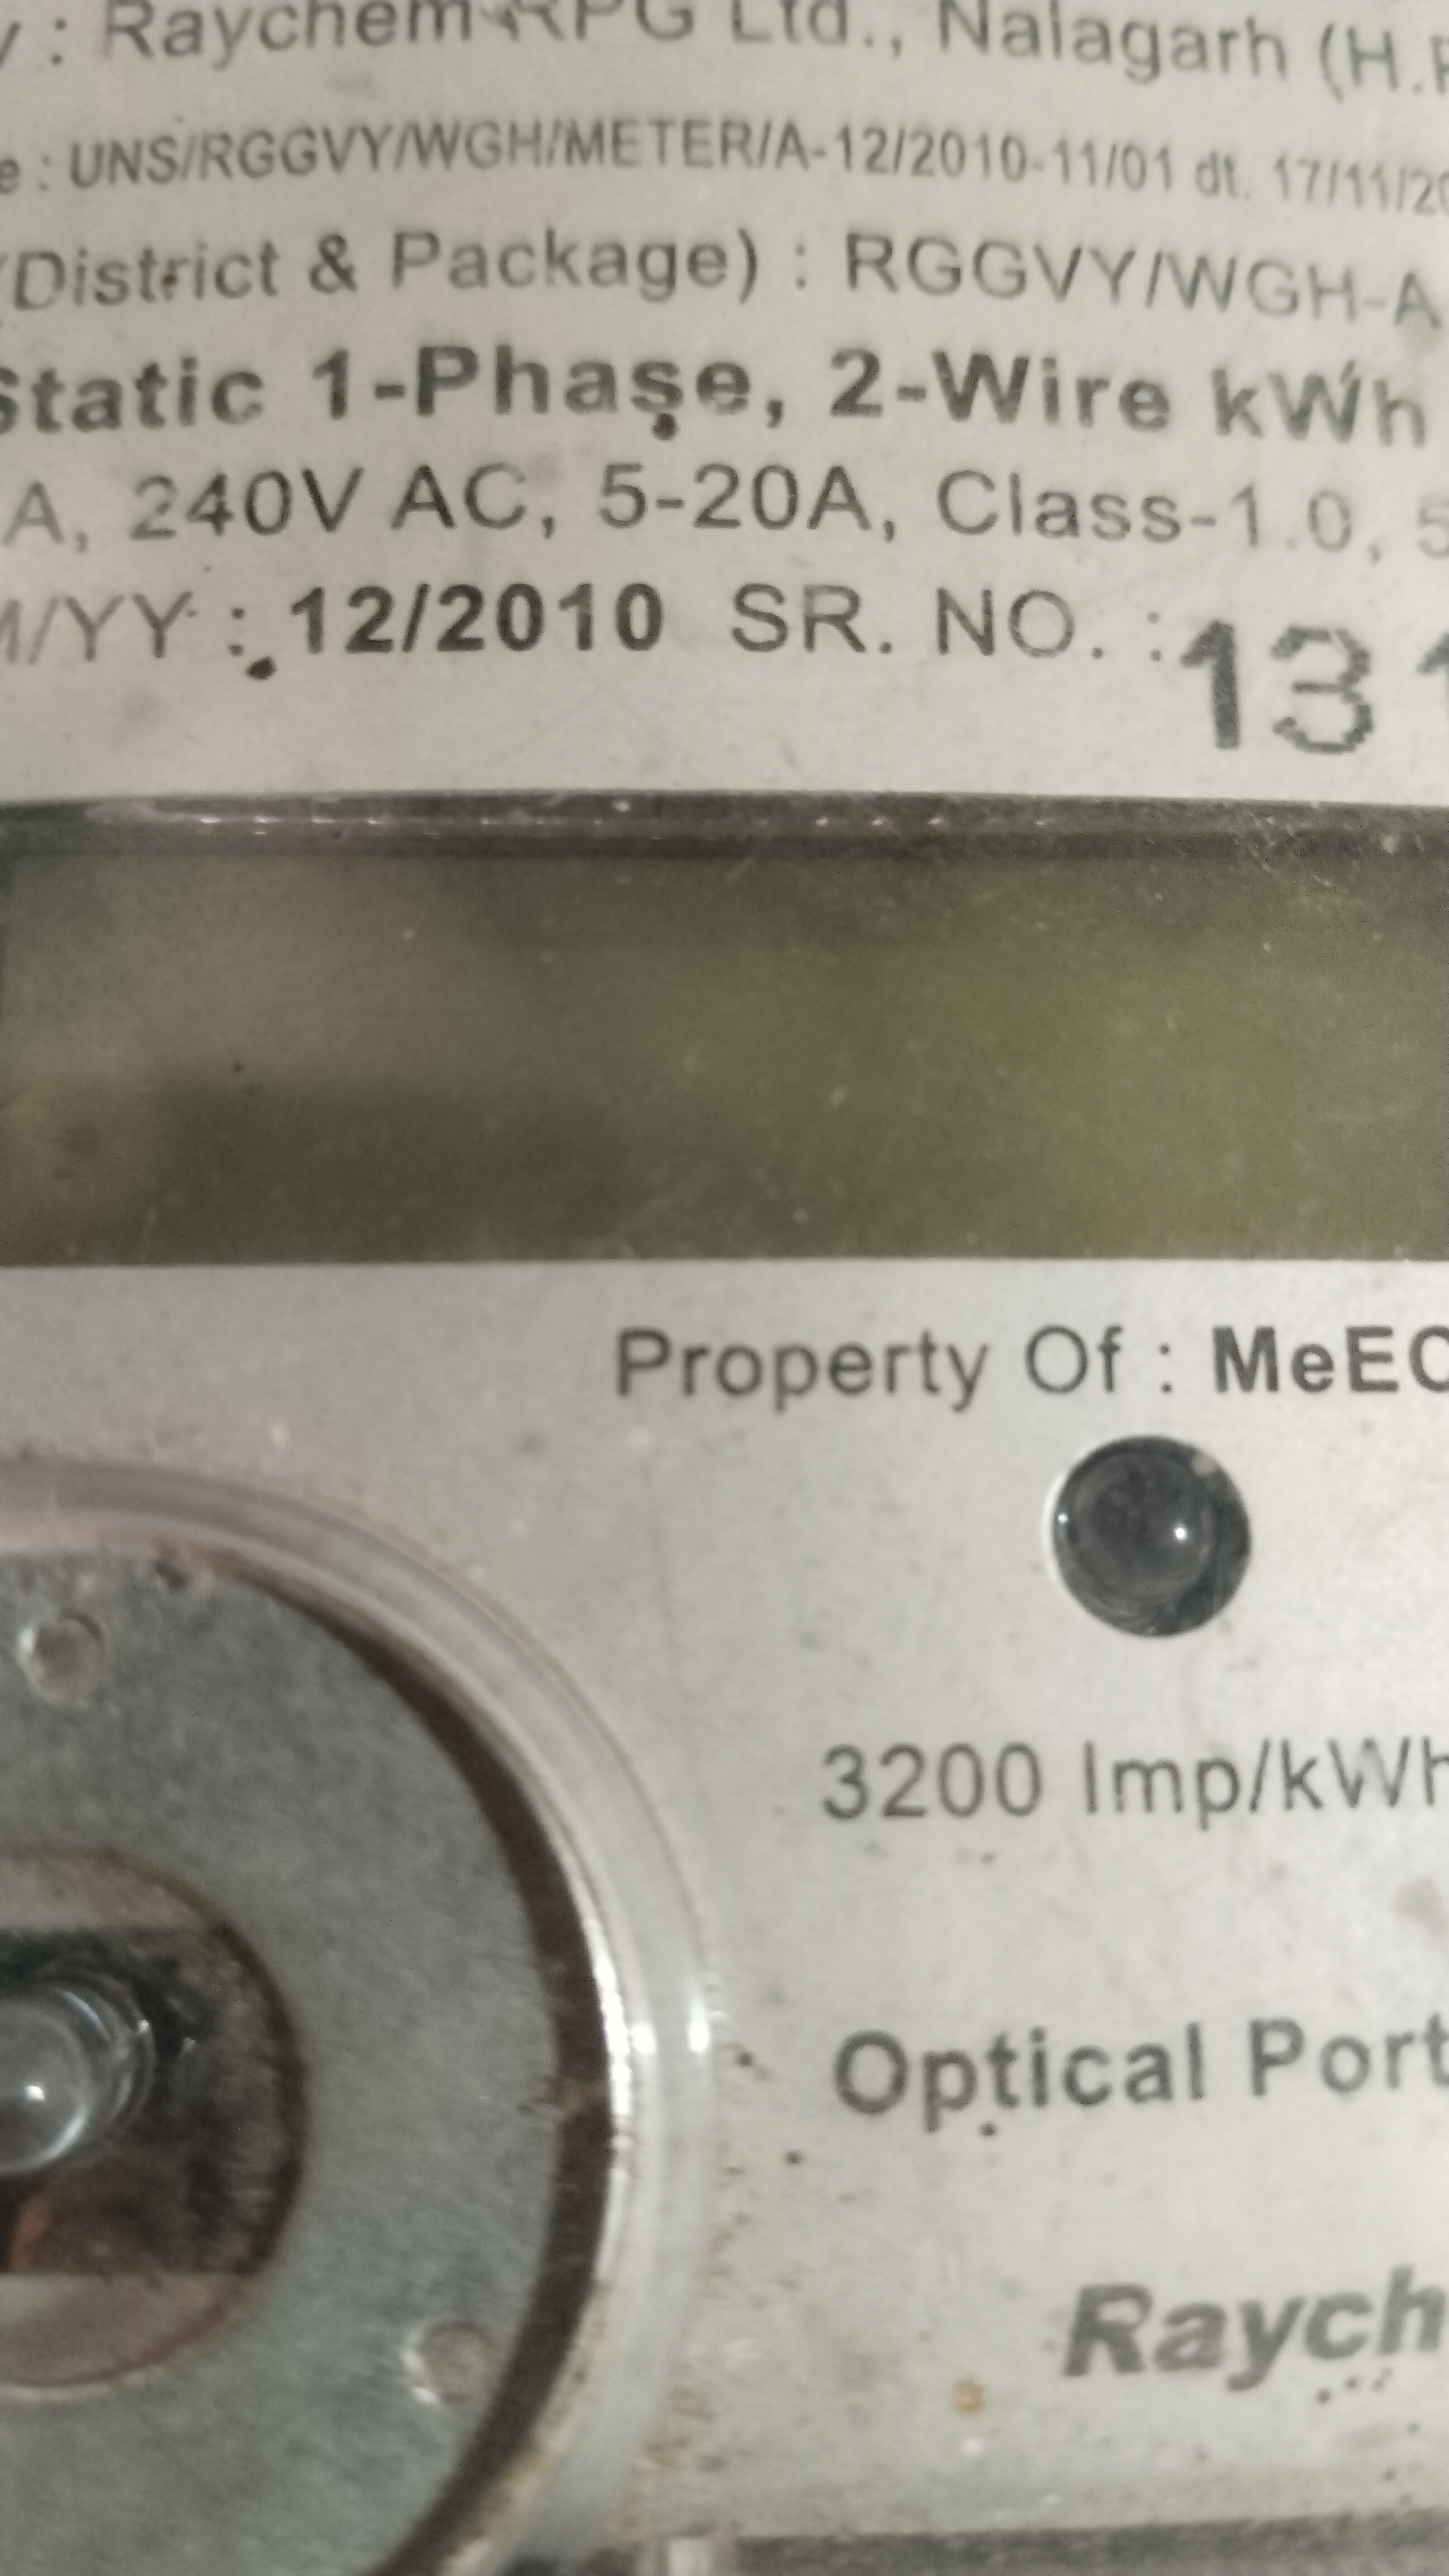 : Raychem RPG Ltd., Nalagarh (H.P
: UNS/RGGVY/WGH/METER/A-12/2010-11/01 dt. 17/11/20
(District & Package) : RGGVY/WGH-A
Static 1-Phase, 2-Wire kWh
A, 240V AC, 5-20A, Class-1.0, 5
M/YY : 12/2010 SR. NO. : 131
Property Of : MeEC
3200 Imp/kWh
Optical Port
Raych